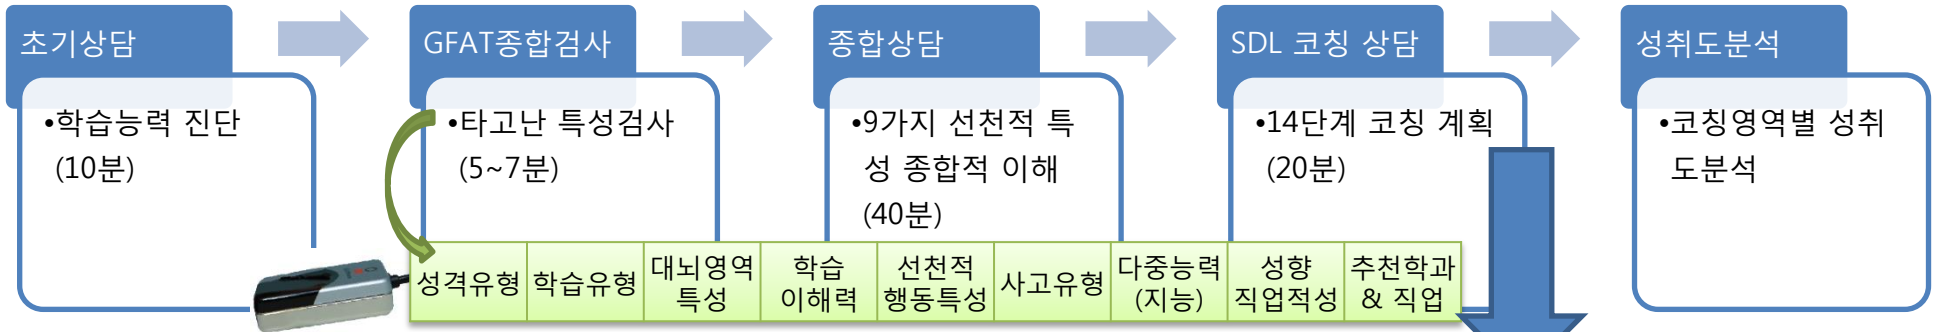 초기상담
•학습능력 진단
(10분)
GFAT종합검사
•타고난 특성검사
(5~7분)
종합상담
•9가지 선천적 특
성 종합적 이해
(40분)
SDL 코칭 상담
•14단계 코칭 계획
(20분)
성취도분석
•코칭영역별 성취
도분석
성격유형
학습유형
대뇌영역
특성
학습
이해력
선천적
행동특성
사고유형
다중능력
(지능)
성향
직업적성
추천학과
& 직업